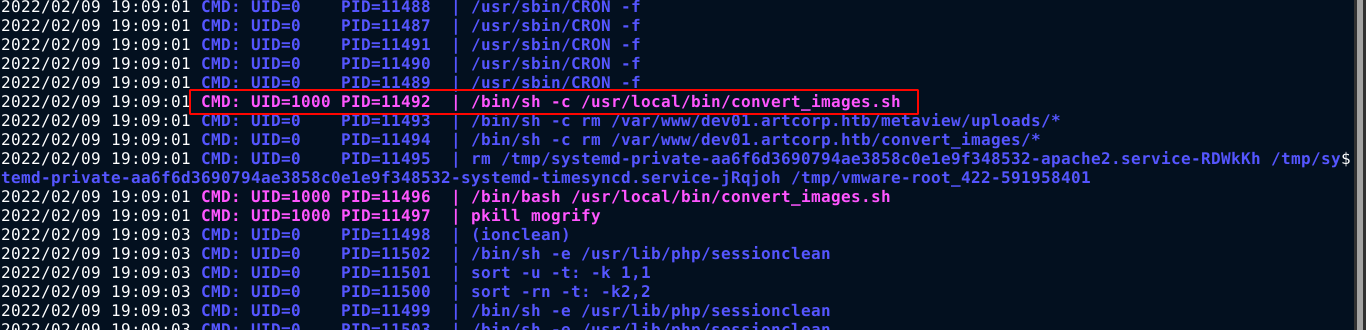 2022/02/09 19:09:01 CMD: UID=0    PID=11488  | /usr/sbin/CRON -f
2022/02/09 19:09:01 CMD: UID=0    PID=11487  | /usr/sbin/CRON -f
2022/02/09 19:09:01 CMD: UID=0    PID=11491  | /usr/sbin/CRON -f
2022/02/09 19:09:01 CMD: UID=0    PID=11490  | /usr/sbin/CRON -f
2022/02/09 19:09:01 CMD: UID=0    PID=11489  | /usr/sbin/CRON -f
2022/02/09 19:09:01 CMD: UID=1000 PID=11492  | /bin/sh -c /usr/local/bin/convert_images.sh
2022/02/09 19:09:01 CMD: UID=0    PID=11493  | /bin/sh -c rm /var/www/dev01.artcorp.htb/metaview/uploads/*
2022/02/09 19:09:01 CMD: UID=0    PID=11494  | /bin/sh -c rm /var/www/dev01.artcorp.htb/convert_images/*
2022/02/09 19:09:01 CMD: UID=0    PID=11495  | rm /tmp/systemd-private-aa6f6d3690794ae3858c0e1e9f348532-apache2.service-RDWkKh /tmp/sy$
temd-private-aa6f6d3690794ae3858c0e1e9f348532-systemd-timesyncd.service-jRqjoh /tmp/vmware-root_422-591958401
2022/02/09 19:09:01 CMD: UID=1000 PID=11496  | /bin/bash /usr/local/bin/convert_images.sh
2022/02/09 19:09:01 CMD: UID=1000 PID=11497  | pkill mogrify
2022/02/09 19:09:03 CMD: UID=0    PID=11498  | (ionclean)
2022/02/09 19:09:03 CMD: UID=0    PID=11502  | /bin/sh -e /usr/lib/php/sessionclean
2022/02/09 19:09:03 CMD: UID=0    PID=11501  | sort -u -t: -k 1,1
2022/02/09 19:09:03 CMD: UID=0    PID=11500  | sort -rn -t: -k2,2
2022/02/09 19:09:03 CMD: UID=0    PID=11499  | /bin/sh -e /usr/lib/php/sessionclean
2022/02/09 19:09:03 CMD: UID=0    PID=11503  | /bin/sh -e /usr/lib/php/sessionclean